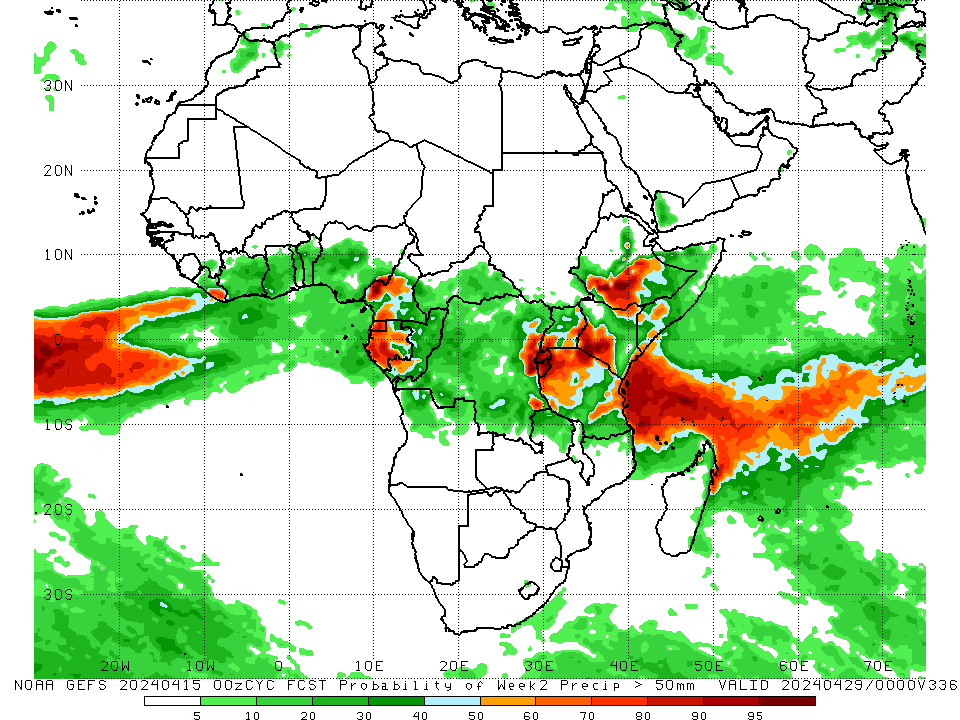 30N
20N
10N
0
10S
20S
30S
20W 10W 0 10E 20E 30E 40E 50E 60E 70E
NOAA GEFS 20240415 00zCYC FCST Probability of Week2 Precip > 50mm VALID 20240429/0000V336
5 10 20 30 40 50 60 70 80 90 95